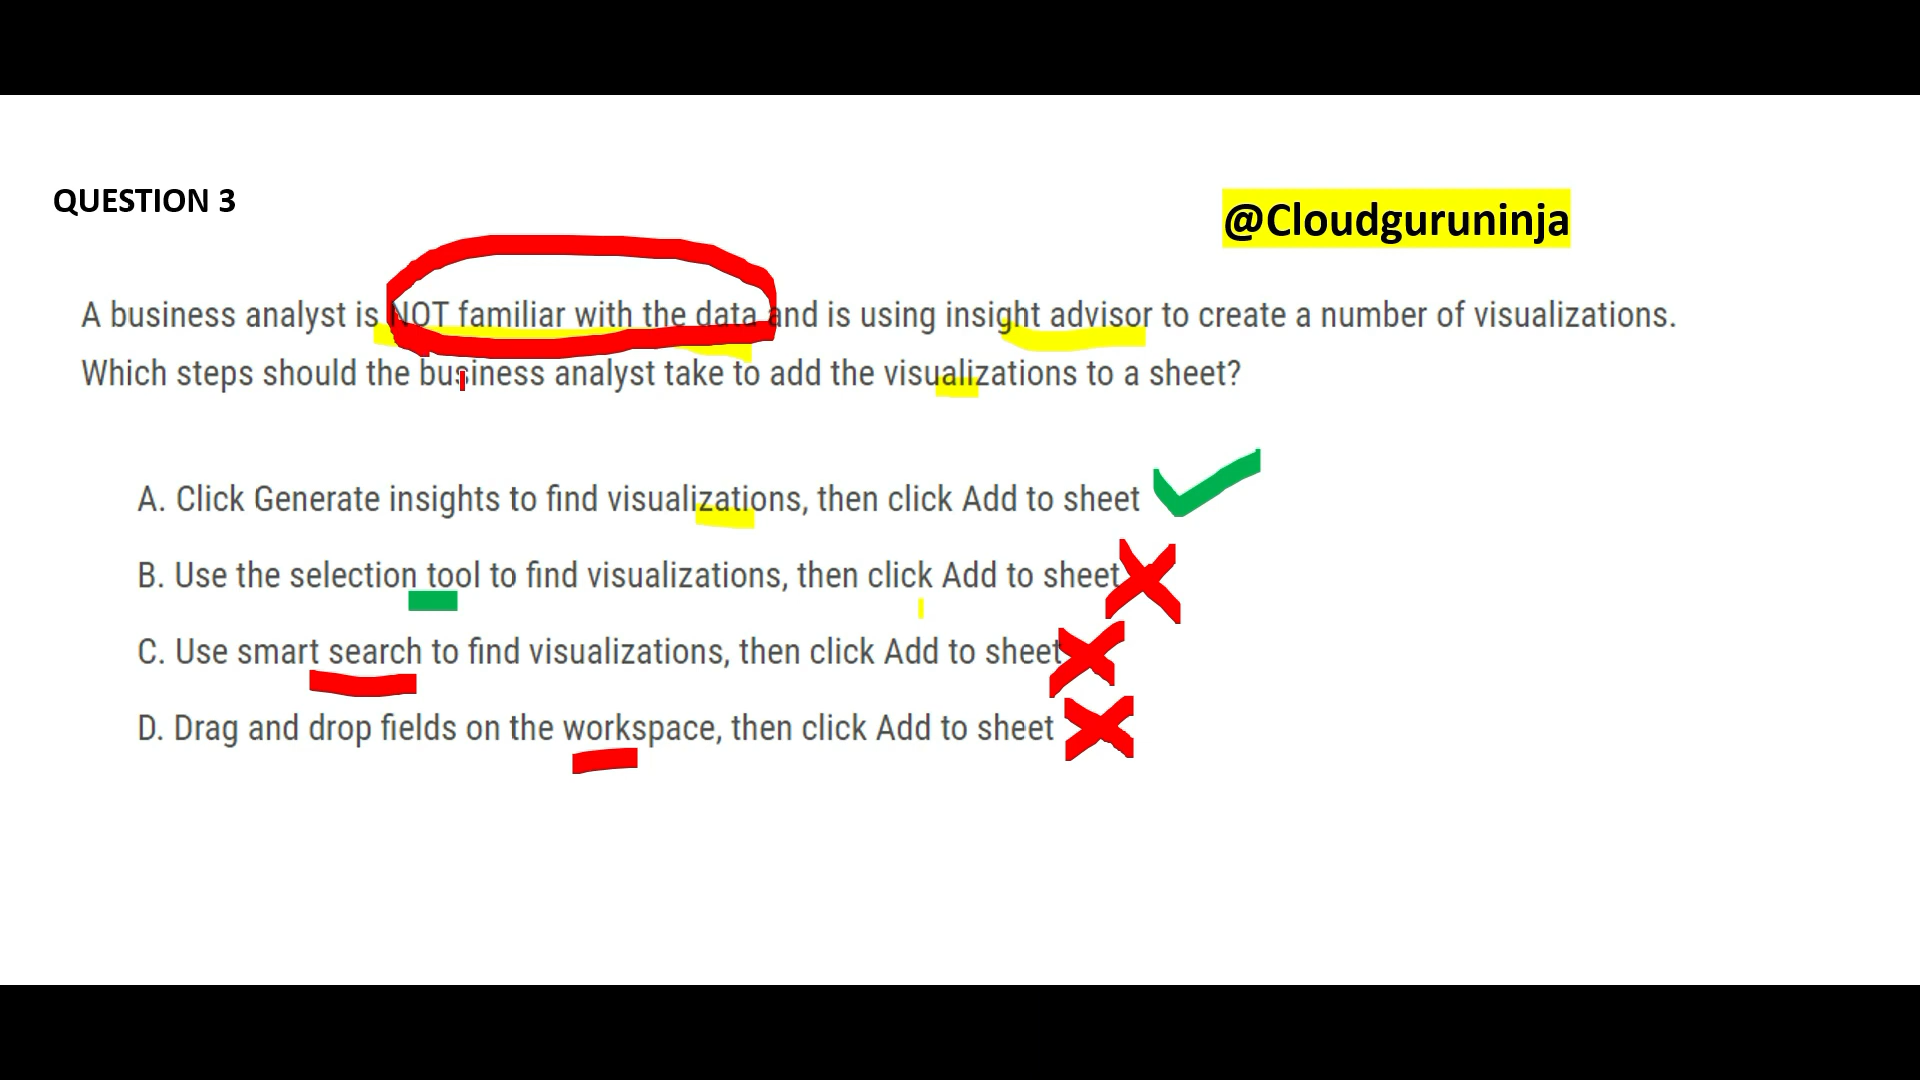 QUESTION 3
@Cloudguruninja
A business analyst is NOT familiar with the data and is using insight advisor to create a number of visualizations.
Which steps should the business analyst take to add the visualizations to a sheet?
A. Click Generate insights to find visualizations, then click Add to sheet
B. Use the selection tool to find visualizations, then click Add to sheet
C. Use smart search to find visualizations, then click Add to sheet
D. Drag and drop fields on the workspace, then click Add to sheet